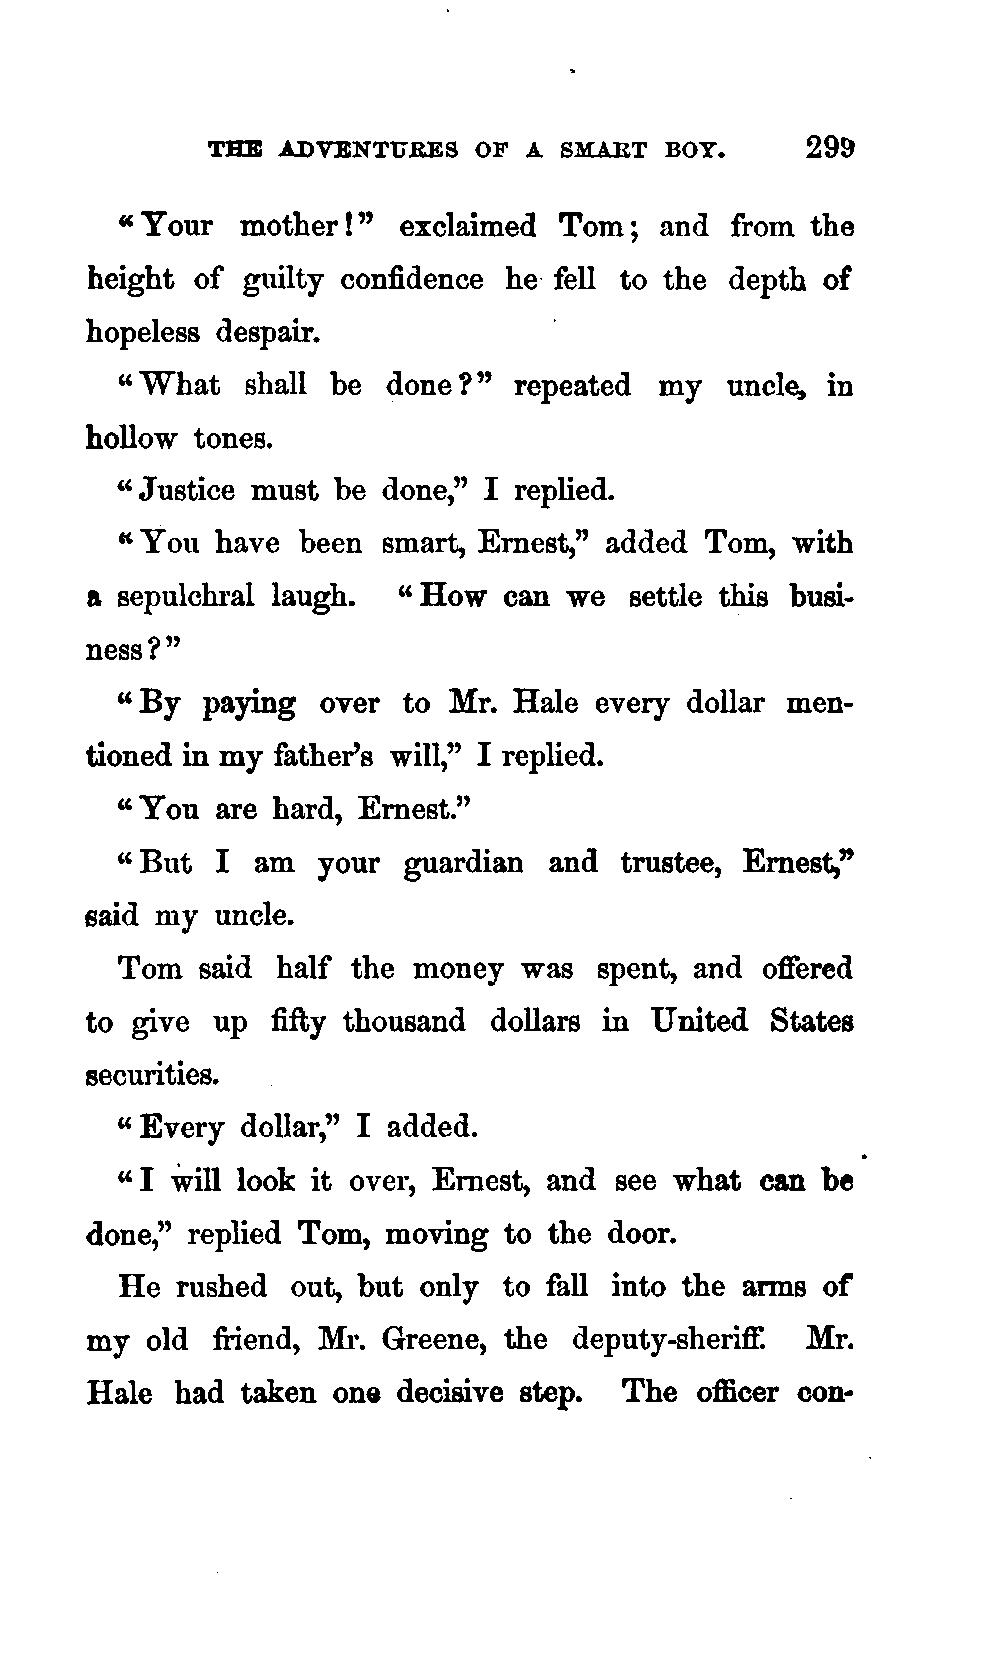 THE ADVENTURES OF A SMART BOY. 299
"Your mother!" exclaimed Tom; and from the
height of guilty confidence he fell to the depth of
hopeless despair.
"What shall be done?" repeated my uncle, in
hollow tones.
"Justice must be done," I replied.
"You have been smart, Ernest," added Tom, with
a sepulchral laugh. "How can we settle this busi-
ness?"
"By paying over to Mr. Hale every dollar men-
tioned in my father's will," I replied.
"You are hard, Ernest."
"But I am your guardian and trustee, Ernest,"
said my uncle.
Tom said half the money was spent, and offered
to give up fifty thousand dollars in United States
securities.
"Every dollar," I added.
"I will look it over, Ernest, and see what can be
done," replied Tom, moving to the door.
He rushed out, but only to fall into the arms of
my old friend, Mr. Greene, the deputy-sheriff. Mr.
Hale had taken one decisive step. The officer con-